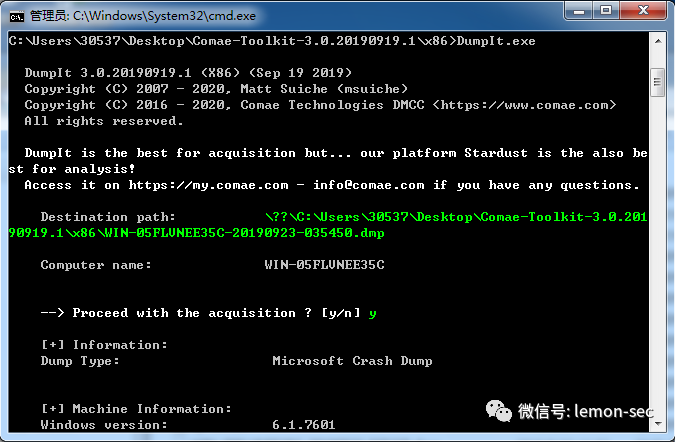 管理员: C:\Windows\System32\cmd.exe
C:\Users\30537\Desktop\Comae-Toolkit-3.0.20190919.1\x86>DumpIt.exe
DumpIt 3.0.20190919.1 (X86) (Sep 19 2019)
Copyright (C) 2007 - 2020, Matt Suiche (msuiche)
Copyright (C) 2016 - 2020, Comae Technologies DMCC <https://www.comae.com>
All rights reserved.
DumpIt is the best for acquisition but... our platform Stardust is the also be
st for analysis!
Access it on https://my.comae.com - info@comae.com if you have any questions.
Destination path: \??\C:\Users\30537\Desktop\Comae-Toolkit-3.0.201
90919.1\x86\WIN-05FLVNEE35C-20190923-035450.dmp
Computer name: WIN-05FLVNEE35C
--> Proceed with the acquisition ? [y/n] y
[+] Information:
Dump Type: Microsoft Crash Dump
[+] Machine Information:
Windows version: 6.1.7601
微信号: lemon-sec